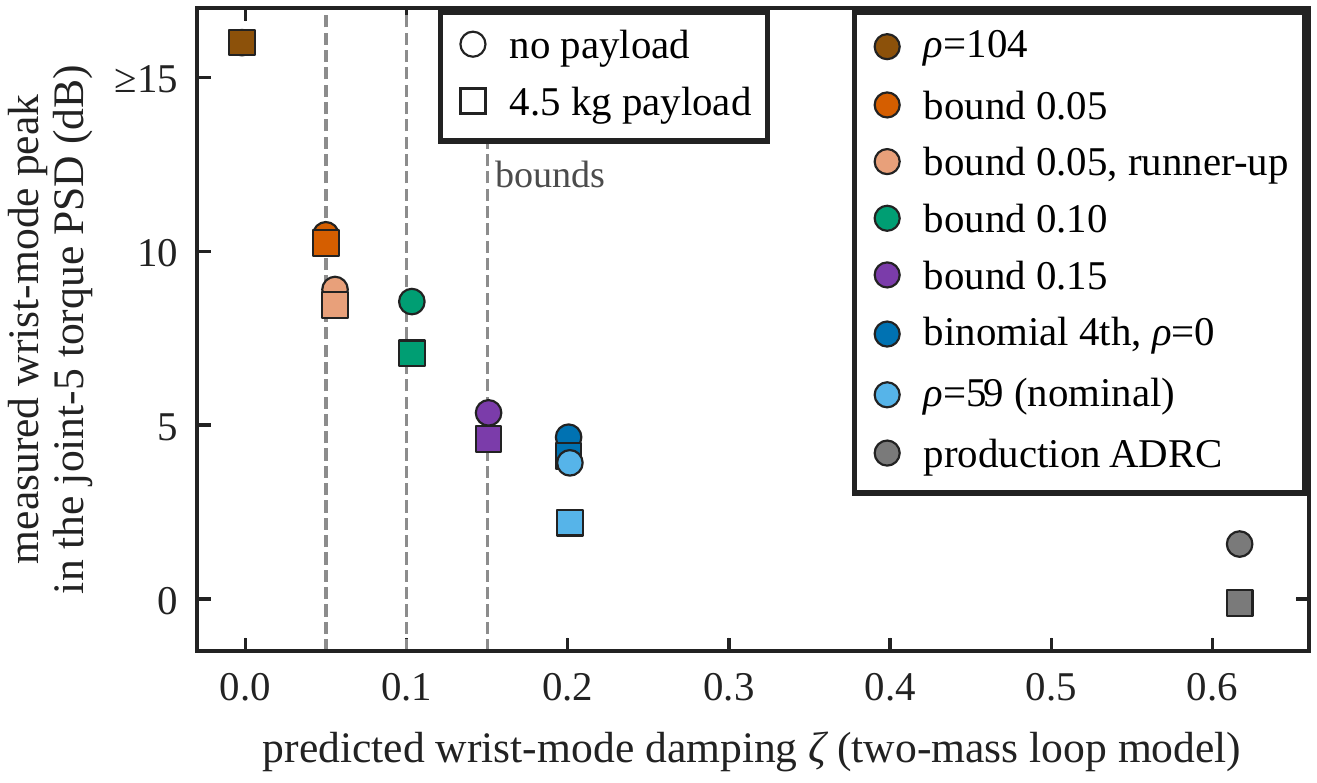 measured wrist-mode peak
in the joint-5 torque PSD (dB)
≥15
10
5
0
no payload
4.5 kg payload
bounds
ρ=104
bound 0.05
bound 0.05, runner-up
bound 0.10
bound 0.15
binomial 4th, ρ=0
ρ=59 (nominal)
production ADRC
0.0 0.1 0.2 0.3 0.4 0.5 0.6
predicted wrist-mode damping ζ (two-mass loop model)